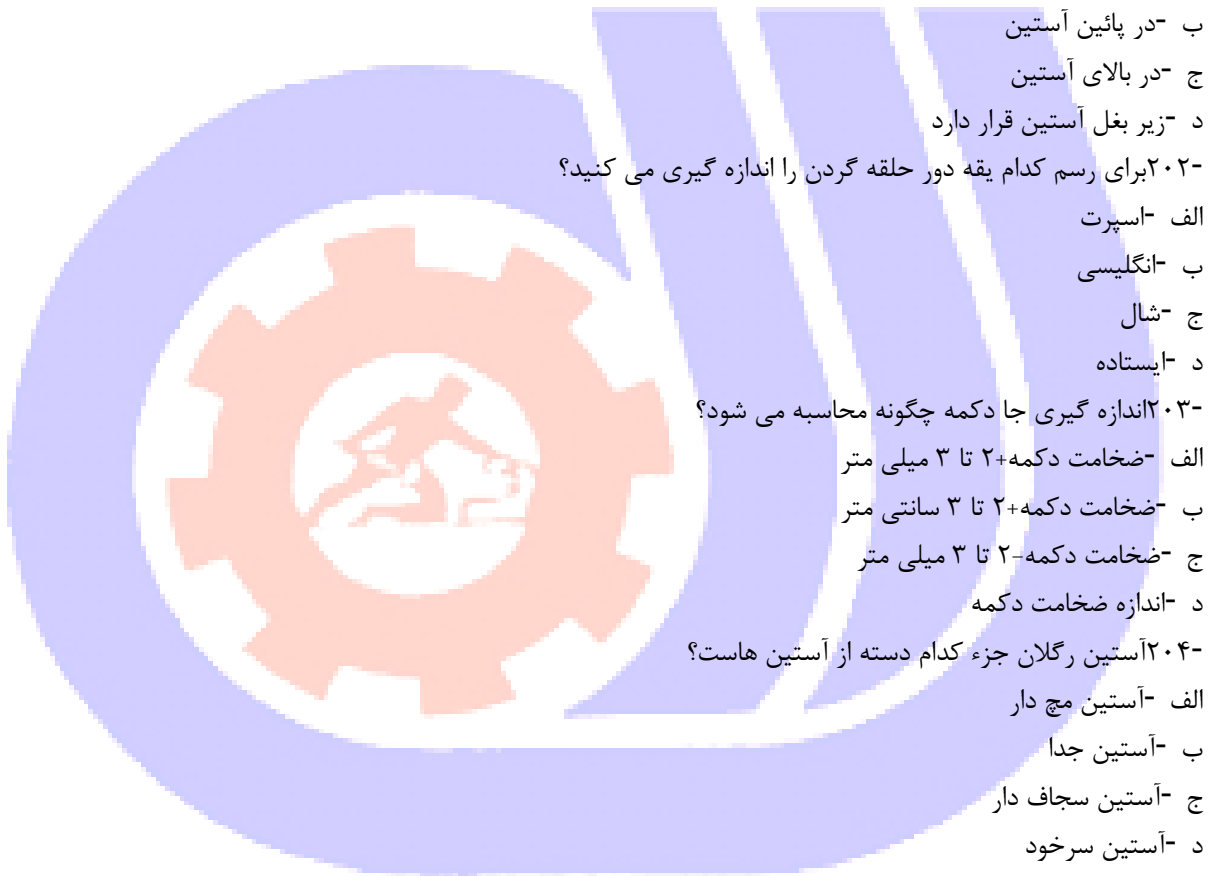 ب -در پائین آستین
ج -در بالای آستین
د -زیر بغل آستین قرار دارد
-۲۰۲برای رسم کدام یقه دور حلقه گردن را اندازه گیری می کنید؟
الف -اسپرت
ب -انگلیسی
ج -شال
د -ایستاده
-۲۰۳اندازه گیری جا دکمه چگونه محاسبه می شود؟
الف -ضخامت دکمه+۲ تا ۳ میلی متر
ب -ضخامت دکمه+۲ تا ۳ سانتی متر
ج -ضخامت دکمه-۲ تا ۳ میلی متر
د -اندازه ضخامت دکمه
-۲۰۴آستین رگلان جزء کدام دسته از آستین هاست؟
الف -آستین مچ دار
ب -آستین جدا
ج -آستین سجاف دار
د -آستین سرخود